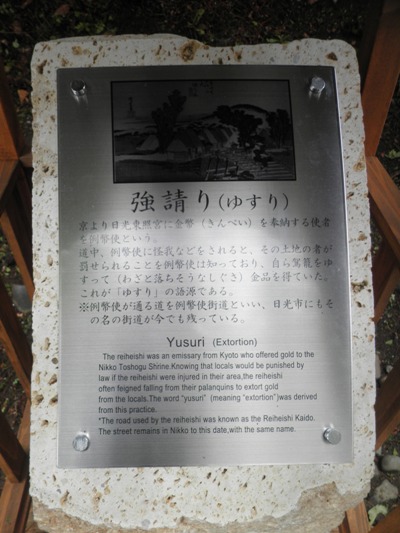 強請り(ゆすり)
京より日光東照宮に金幣（きんぺい）を奉納する使者
を例幣使という。
道中、例幣使に怪我などをされると、その土地の者が
罰せられることを例幣使は知っており、自ら駕籠をゆ
すって（わざと落ちそうなしぐさ）金品を得ていた。
これが「ゆすり」の語源である。
※例幣使が通る道を例幣使街道といい、日光市にもそ
の名の街道が今でも残っている。
Yusuri (Extortion)
The reiheishi was an emissary from Kyoto who offered gold to the
Nikko Toshogu Shrine.Knowing that locals would be punished by
law if the reiheishi were injured in their area,the reiheishi
often feigned falling from their palanquins to extort gold
from the locals.The word "yusuri" (meaning "extortion")was derived
from this practice.
*The road used by the reiheishi was known as the Reiheishi Kaido.
The street remains in Nikko to this date,with the same name.